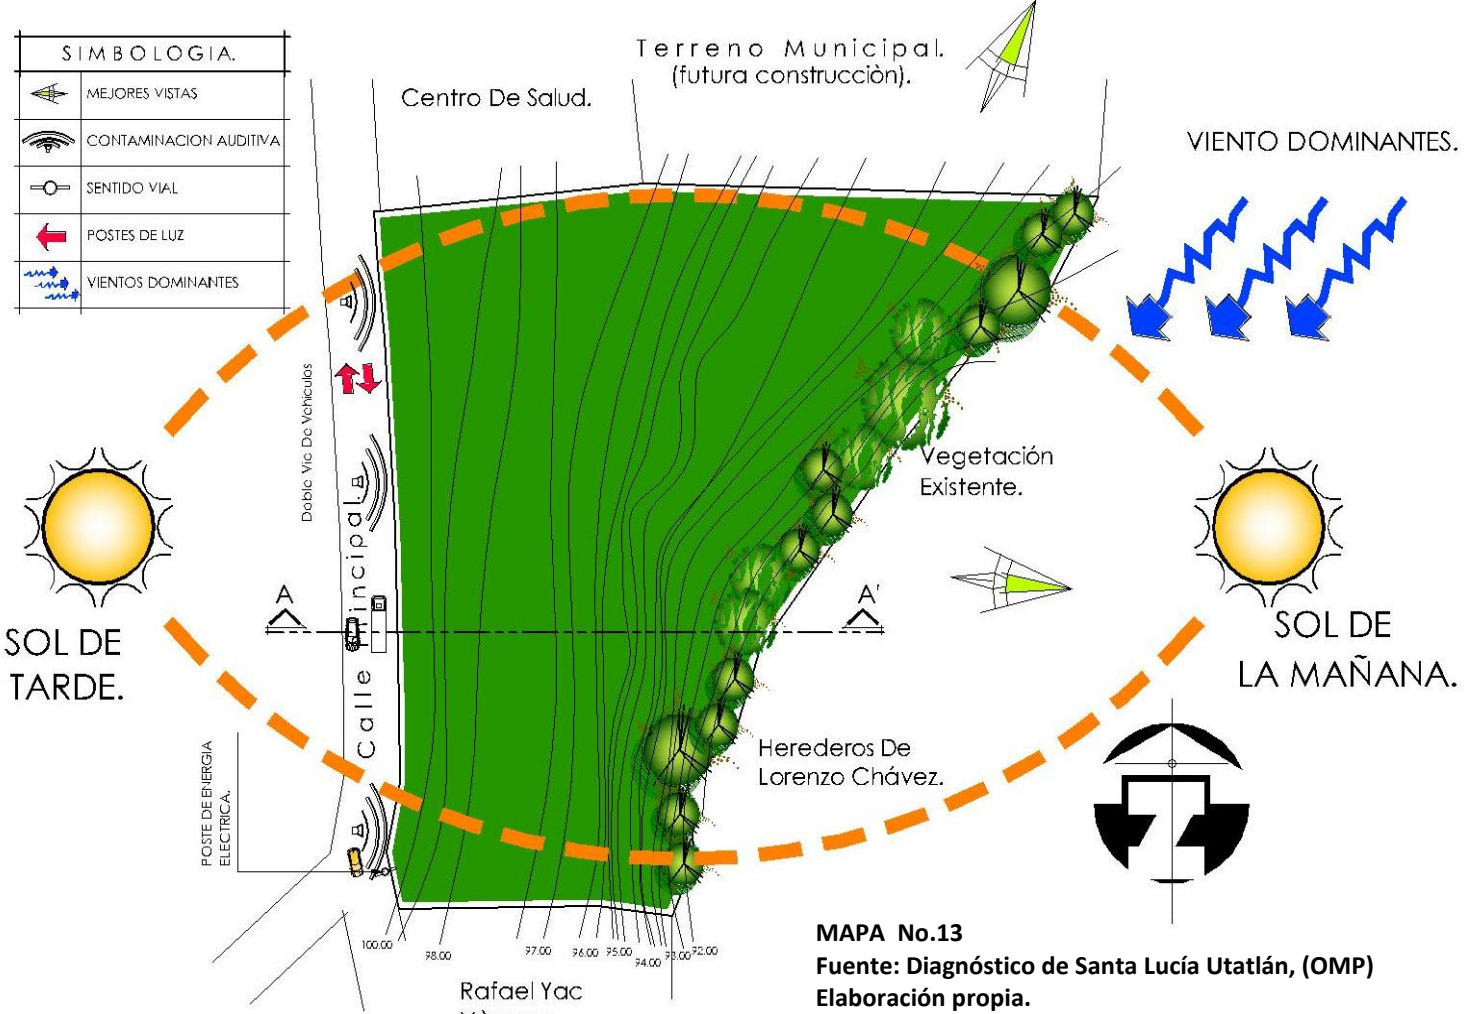 SIMBOLOGIA.
MEJORES VISTAS
CONTAMINACION AUDITIVA
SENTIDO VIAL
POSTES DE LUZ
VIENTOS DOMINANTES
Terreno Municipal.
(futura construcciòn).
Centro De Salud.
VIENTO DOMINANTES.
Doble Via De Vehiculos
Calle Principal.
Vegetación
Existente.
A
A'
SOL DE
TARDE.
SOL DE
LA MAÑANA.
POSTE DE ENERGIA
ELECTRICA.
Herederos De
Lorenzo Chávez.
100.00
98.00
97.00
96.00
95.00
94.00
93.00
92.00
Rafael Yac
MAPA No.13
Fuente: Diagnóstico de Santa Lucía Utatlán, (OMP)
Elaboración propia.